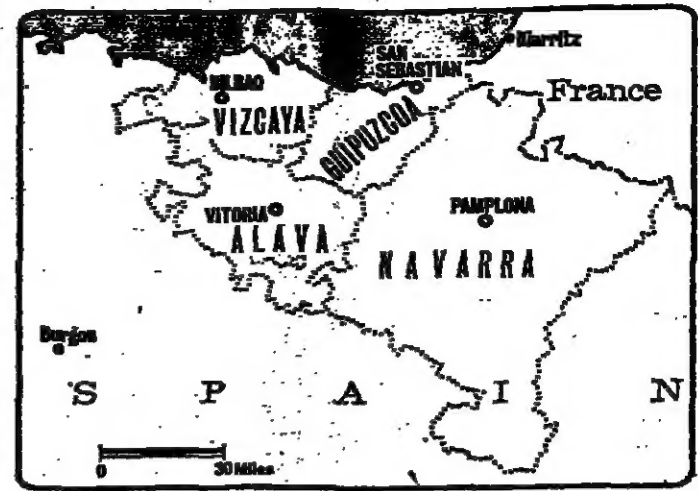 Biarritz
SAN
SEBASTIAN
BILBAO
France
VIZCAYA
GUIPUZCOA
VITORIA
PAMPLONA
ALAVA
NAVARRA
Burgos
S P A I N
0 30 Miles